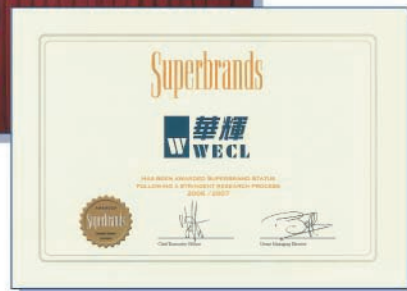 Superbrands
華輝
WECL
HAS BEEN AWARDED SUPERBRAND STATUS
FOLLOWING A STRINGENT RESEARCH PROCESS
2006 / 2007
Superbrands
Chief Executive Officer
Group Managing Director